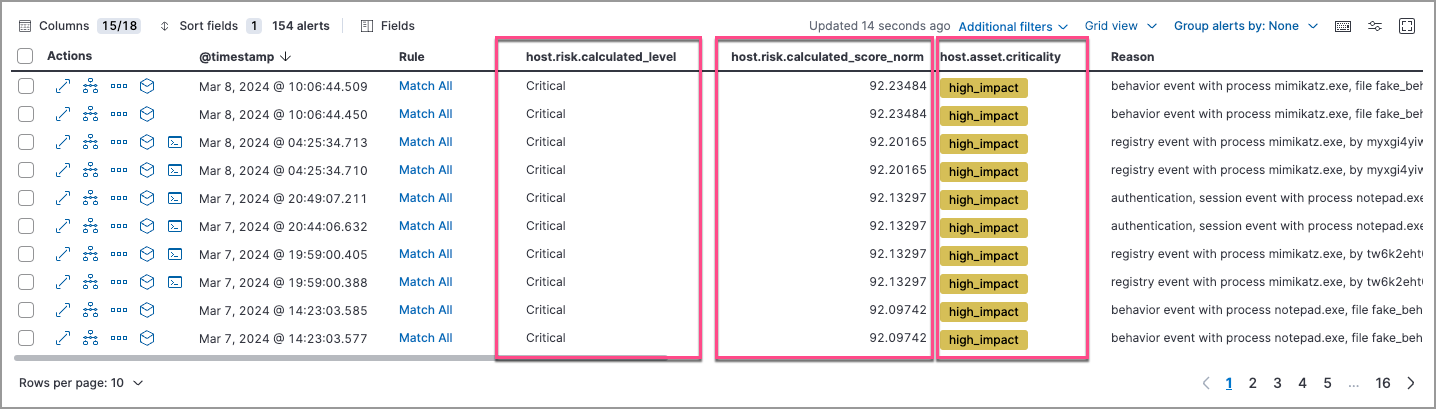 Columns 15/18 Sort fields 1 154 alerts Fields Updated 14 seconds ago Additional filters Grid view Group alerts by: None
Actions @timestamp Rule host.risk.calculated_level host.risk.calculated_score_norm host.asset.criticality Reason
Mar 8, 2024 @ 10:06:44.509 Match All Critical 92.23484 high_impact behavior event with process mimikatz.exe, file fake_beh
Mar 8, 2024 @ 10:06:44.450 Match All Critical 92.23484 high_impact behavior event with process mimikatz.exe, file fake_beh
Mar 8, 2024 @ 04:25:34.713 Match All Critical 92.20165 high_impact registry event with process mimikatz.exe, by myxgi4yiw
Mar 8, 2024 @ 04:25:34.710 Match All Critical 92.20165 high_impact registry event with process mimikatz.exe, by myxgi4yiw
Mar 7, 2024 @ 20:49:07.211 Match All Critical 92.13297 high_impact authentication, session event with process notepad.exe
Mar 7, 2024 @ 20:44:06.632 Match All Critical 92.13297 high_impact authentication, session event with process notepad.exe
Mar 7, 2024 @ 19:59:00.405 Match All Critical 92.13297 high_impact registry event with process mimikatz.exe, by tw6k2eht
Mar 7, 2024 @ 19:59:00.388 Match All Critical 92.13297 high_impact registry event with process mimikatz.exe, by tw6k2eht
Mar 7, 2024 @ 14:23:03.585 Match All Critical 92.09742 high_impact behavior event with process notepad.exe, file fake_beh
Mar 7, 2024 @ 14:23:03.577 Match All Critical 92.09742 high_impact behavior event with process notepad.exe, file fake_beh
Rows per page: 10 1 2 3 4 5 ... 16